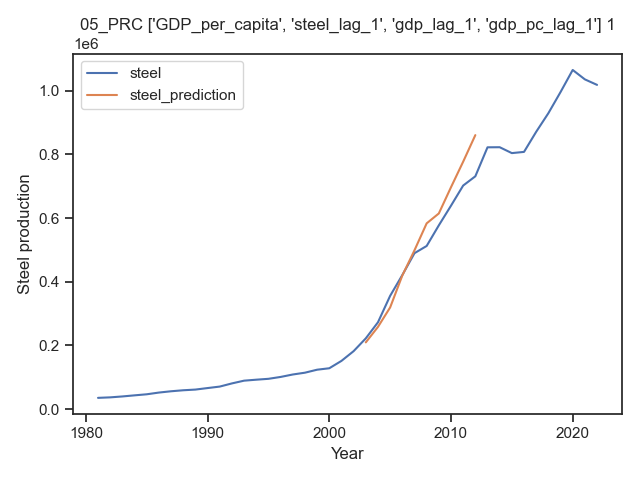 05_PRC ['GDP_per_capita', 'steel_lag_1', 'gdp_lag_1', 'gdp_pc_lag_1'] 1
1e6
steel
steel_prediction
1.0
0.8
0.6
0.4
0.2
0.0
Steel production
1980
1990
2000
2010
2020
Year